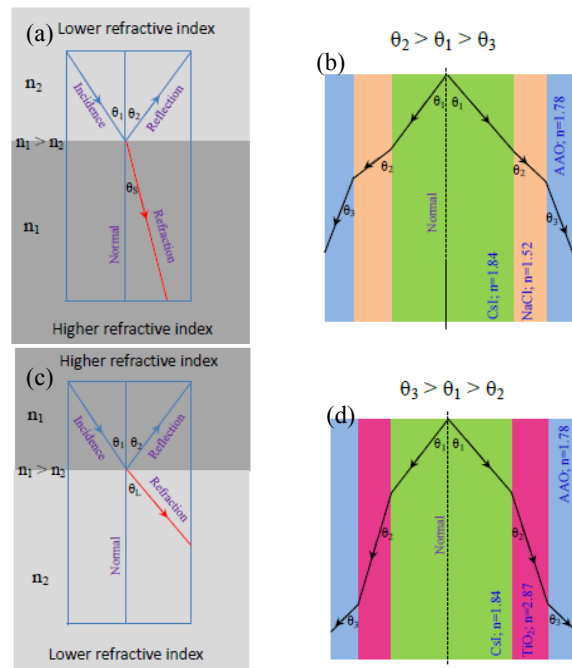 (a)
Lower refractive index
n₂
Incidence
θ₁
θ₂
Reflection
n₁ > n₂
θ_S
n₁
Normal
Refraction
Higher refractive index
θ₂ > θ₁ > θ₃
(b)
θ₁
θ₁
θ₂
θ₂
θ₃
θ₃
Normal
CsI; n=1.84
NaCl; n=1.52
AAO; n=1.78
(c)
Higher refractive index
n₁
Incidence
θ₁
θ₂
Reflection
n₁ > n₂
θ_L
Refraction
n₂
Normal
Lower refractive index
θ₃ > θ₁ > θ₂
(d)
θ₁
θ₁
θ₂
θ₂
θ₃
θ₃
Normal
CsI; n=1.84
TiO₂; n=2.87
AAO; n=1.78